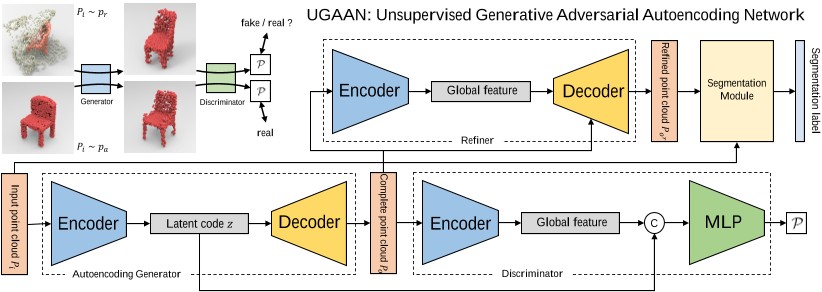 UGAAN: Unsupervised Generative Adversarial Autoencoding Network
P_i ~ p_r
fake / real ?
𝒫
Generator
Discriminator
𝒫
P_i ~ p_a
real
Encoder
Global feature
Decoder
Refiner
Refined point cloud P_o^r
Segmentation
Module
Segmentation label
Input point cloud P_i
Encoder
Latent code z
Decoder
Autoencoding Generator
Complete point cloud P_o
Encoder
Global feature
C
MLP
Discriminator
𝒫